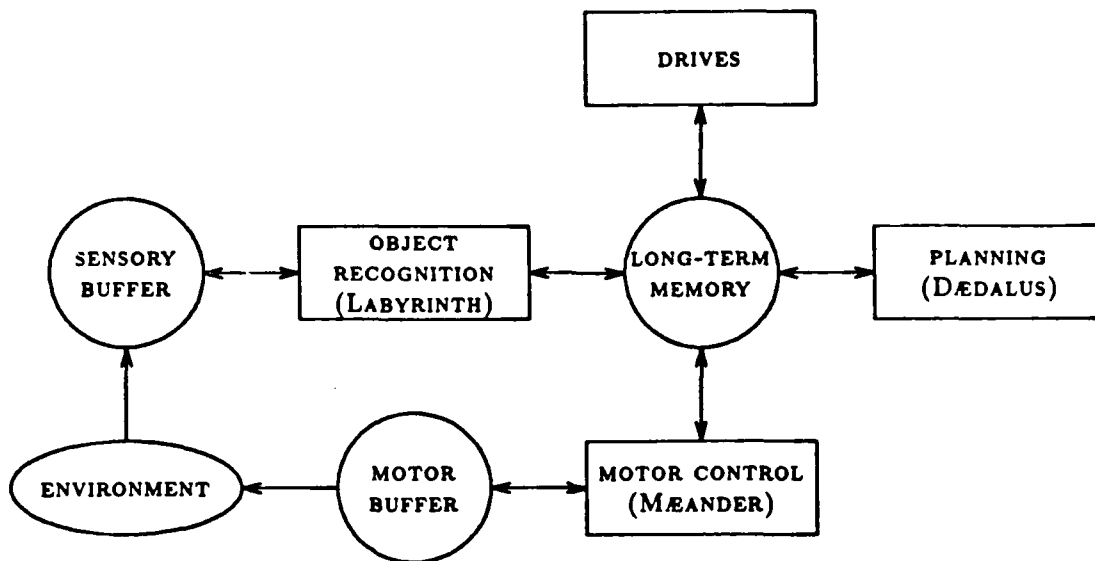 DRIVES
SENSORY
BUFFER
OBJECT
RECOGNITION
(LABYRINTH)
LONG-TERM
MEMORY
PLANNING
(DÆDALUS)
ENVIRONMENT
MOTOR
BUFFER
MOTOR CONTROL
(MÆANDER)